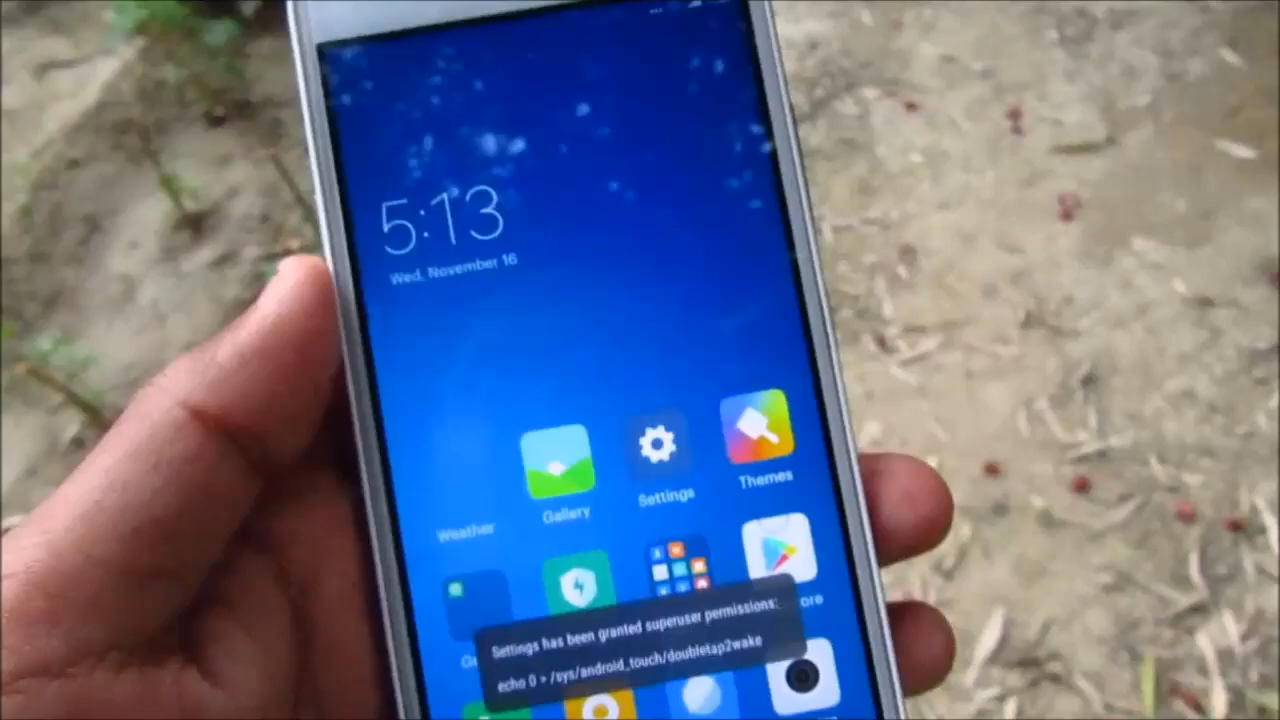 5:13
Wed, November 16
Weather
Gallery
Settings
Themes
ore
Settings has been granted superuser permissions:
echo 0 > /sys/android_touch/doubletap2wake